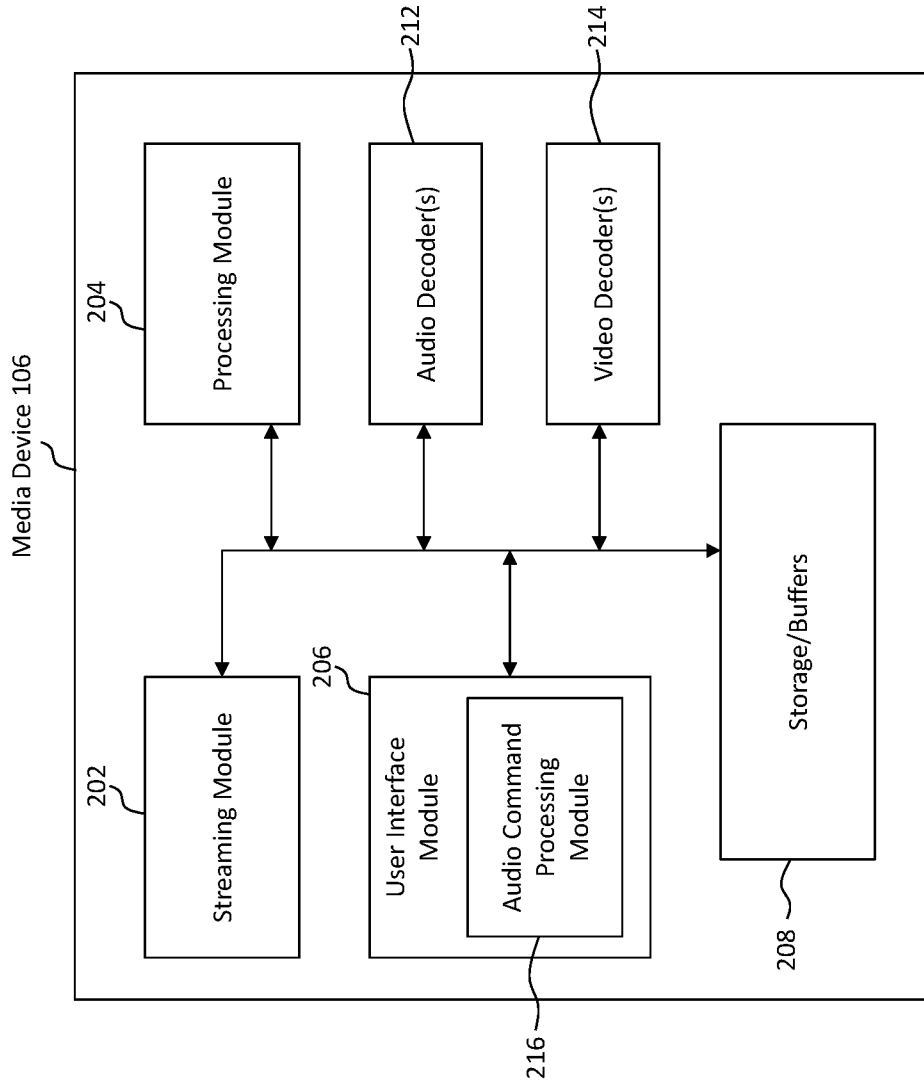 Media Device 106
202
Streaming Module
204
Processing Module
206
User Interface
Module
Audio Command
Processing
Module
216
212
Audio Decoder(s)
214
Video Decoder(s)
208
Storage/Buffers